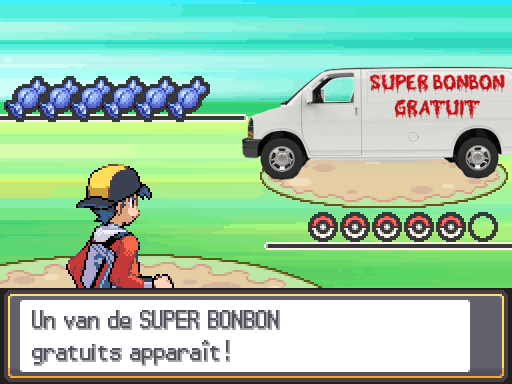 SUPER BONBON
GRATUIT
Un van de SUPER BONBON
gratuits apparaît!